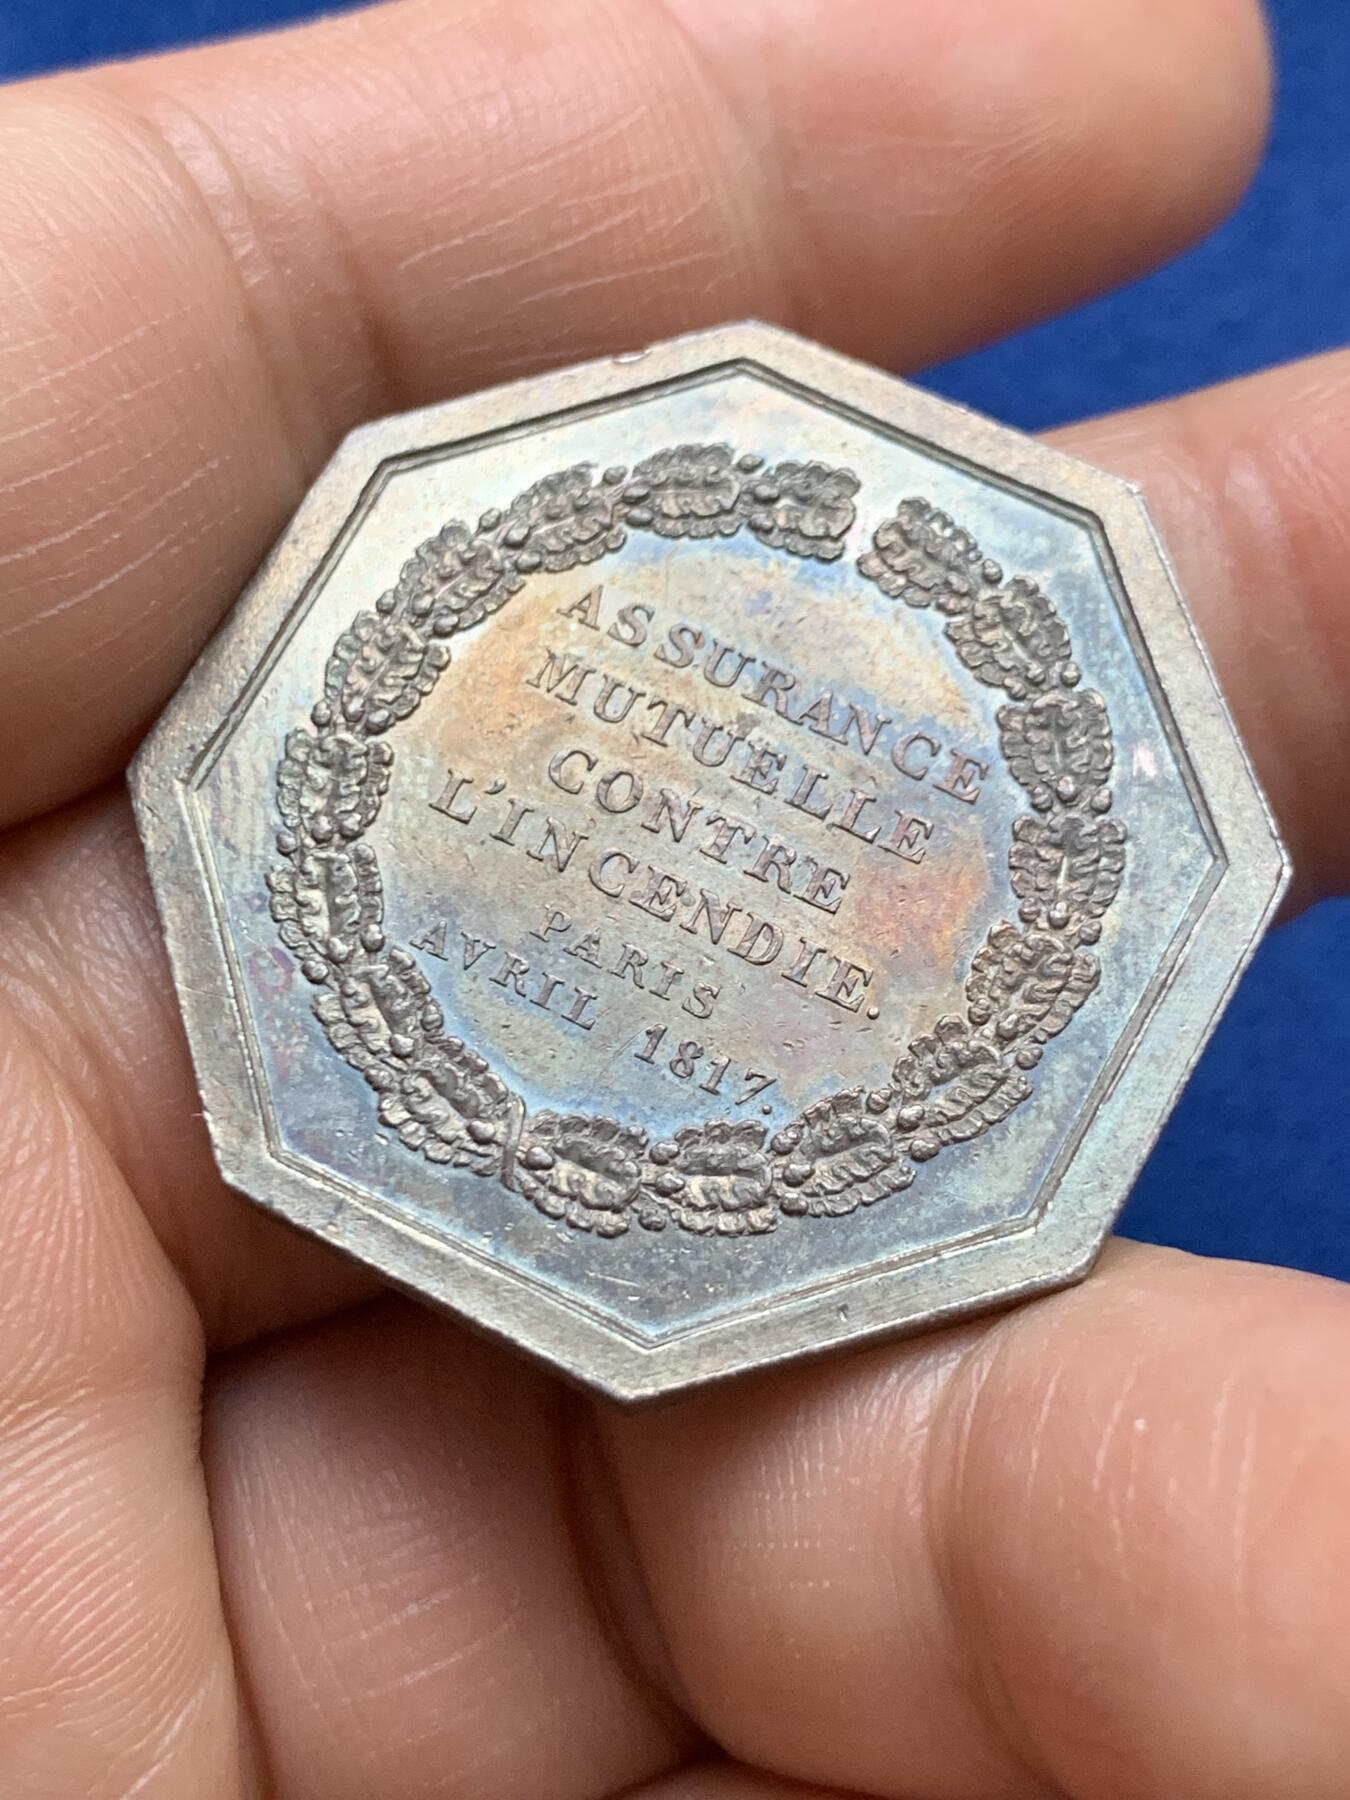 ASSURANCE
MUTUELLE
CONTRE
L'INCENDIE.
PARIS
AVRIL 1817.